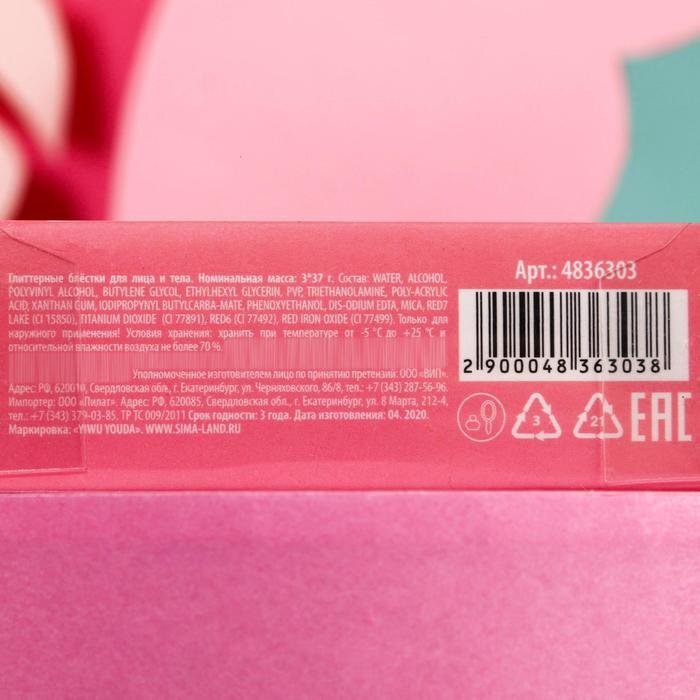 Глиттерные блёстки для лица и тела. Номинальная масса: 3*37 г. Состав: WATER, ALCOHOL,
POLYVINYL ALCOHOL, BUTYLENE GLYCOL, ETHYLHEXYL GLYCERIN, PVP, TRIETHANOLAMINE, POLY-ACRYLIC
ACID, XANTHAN GUM, IODOPROPYNYL BUTYLCARBA-MATE, PHENOXYETHANOL, DIS-ODIUM EDTA, MICA, RED7
LAKE (CI 15850), TITANIUM DIOXIDE (CI 77891), RED6 (CI 77492), RED IRON OXIDE (CI 77499). Только для
наружного применения! Условия хранения: хранить при температуре от -5 °С до +25 °С и
относительной влажности воздуха не более 70 %.
Уполномоченное изготовителем лицо по принятию претензий: ООО «ВИП».
Адрес: РФ, 620010, Свердловская обл., г. Екатеринбург, ул. Черняховского, 86/8, тел.: +7 (343) 287-56-96.
Импортер: ООО «Пилат». Адрес: РФ, 620085, Свердловская обл., г. Екатеринбург, ул. 8 Марта, 212-4,
тел.: +7 (343) 379-03-85. ТР ТС 009/2011 Срок годности: 3 года. Дата изготовления: 04. 2020.
Маркировка: «YIWU YOUDA». WWW.SIMA-LAND.RU
Арт.: 4836303
2 900048 363038
3
21
EAC